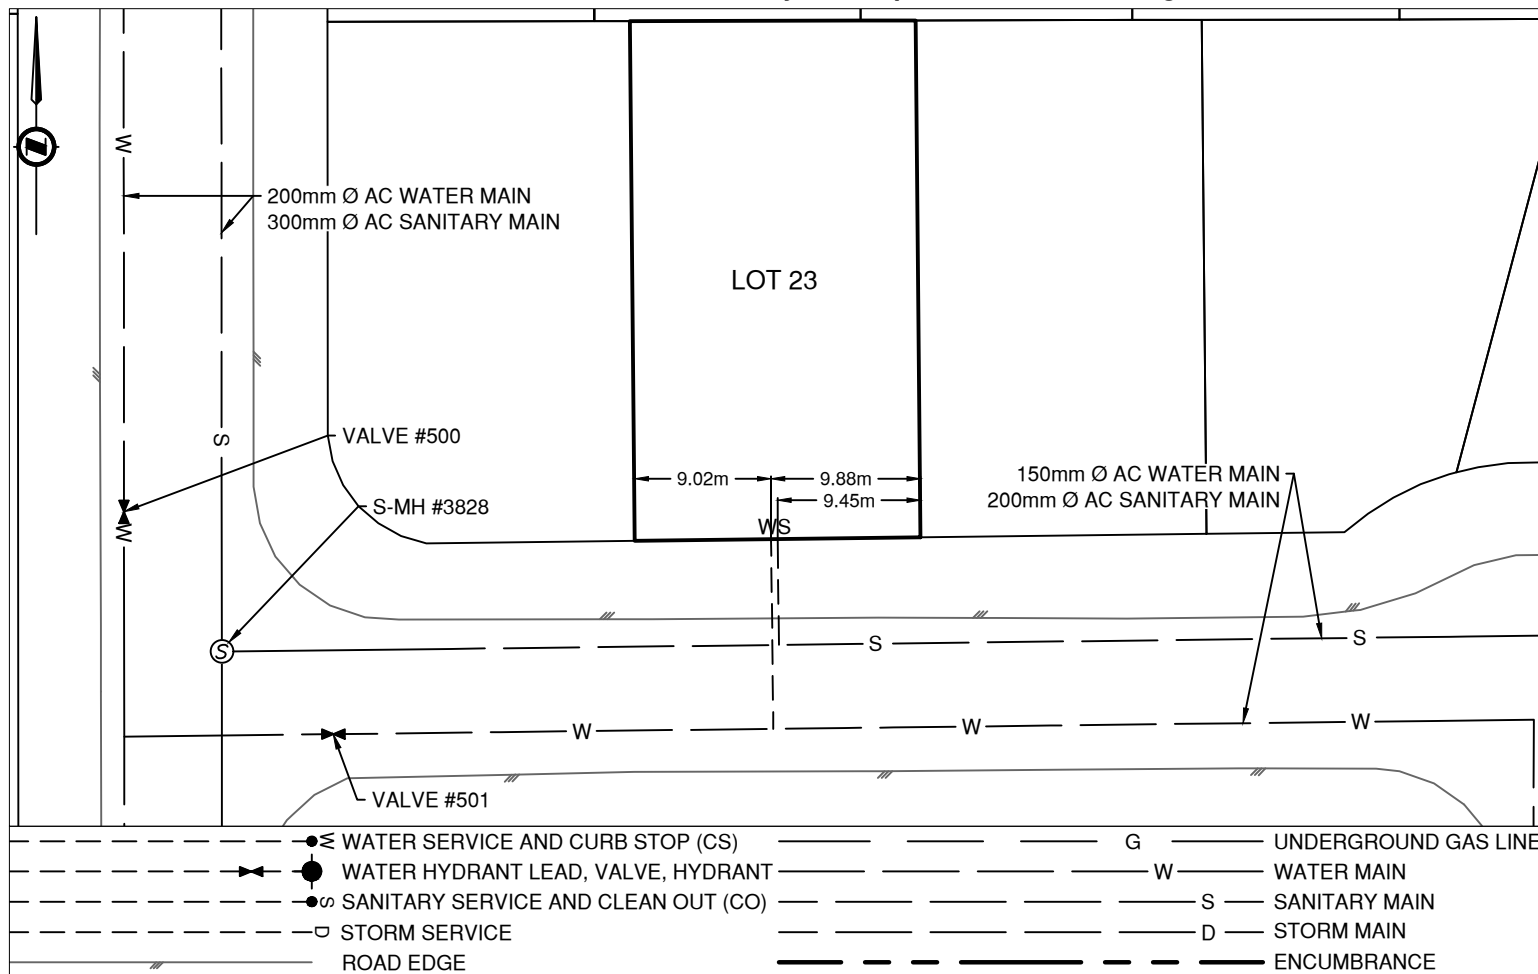 W
200mm Ø AC WATER MAIN
300mm Ø AC SANITARY MAIN
LOT 23
S
VALVE #500
9.02m
9.88m
150mm Ø AC WATER MAIN
9.45m
200mm Ø AC SANITARY MAIN
S-MH #3828
W
WS
S
S
S
W
W
W
VALVE #501
W WATER SERVICE AND CURB STOP (CS)
WATER HYDRANT LEAD, VALVE, HYDRANT
S SANITARY SERVICE AND CLEAN OUT (CO)
D STORM SERVICE
ROAD EDGE
G UNDERGROUND GAS LINE
W WATER MAIN
S SANITARY MAIN
D STORM MAIN
ENCUMBRANCE